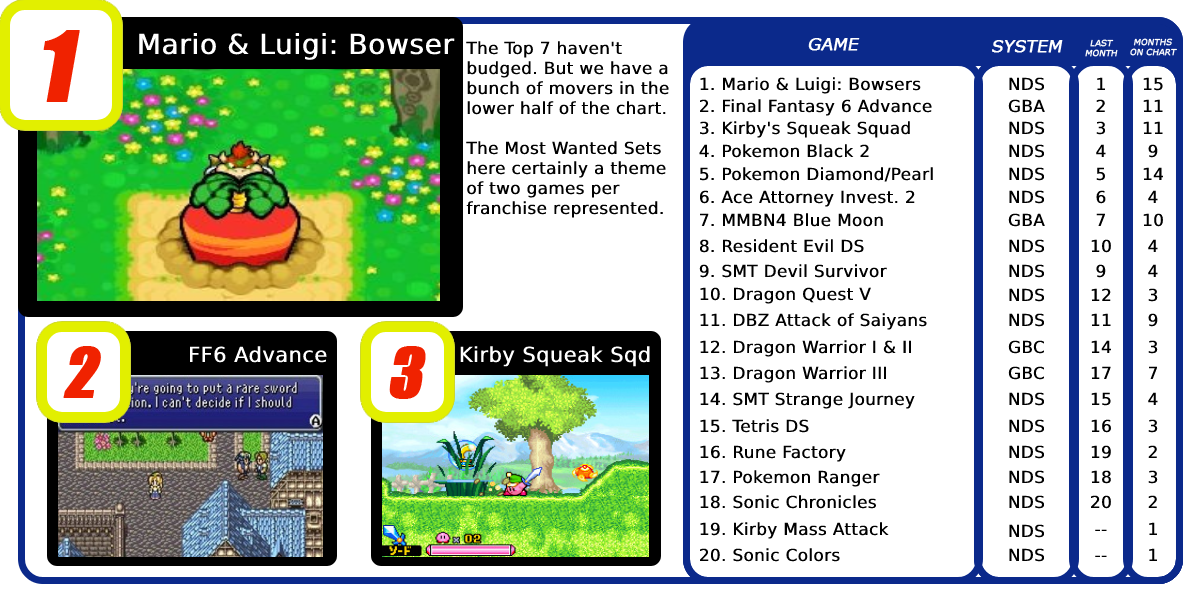 1
Mario & Luigi: Bowser
The Top 7 haven't
budged. But we have a
bunch of movers in the
lower half of the chart.
The Most Wanted Sets
here certainly a theme
of two games per
franchise represented.
2
FF6 Advance
're going to put a rare sword
ion. I can't decide if I should
A
3
Kirby Squeak Sqd
ソード
x 02
GAME SYSTEM LAST MONTH MONTHS ON CHART
1. Mario & Luigi: Bowsers NDS 1 15
2. Final Fantasy 6 Advance GBA 2 11
3. Kirby's Squeak Squad NDS 3 11
4. Pokemon Black 2 NDS 4 9
5. Pokemon Diamond/Pearl NDS 5 14
6. Ace Attorney Invest. 2 NDS 6 4
7. MMBN4 Blue Moon GBA 7 10
8. Resident Evil DS NDS 10 4
9. SMT Devil Survivor NDS 9 4
10. Dragon Quest V NDS 12 3
11. DBZ Attack of Saiyans NDS 11 9
12. Dragon Warrior I & II GBC 14 3
13. Dragon Warrior III GBC 17 7
14. SMT Strange Journey NDS 15 4
15. Tetris DS NDS 16 3
16. Rune Factory NDS 19 2
17. Pokemon Ranger NDS 18 3
18. Sonic Chronicles NDS 20 2
19. Kirby Mass Attack NDS -- 1
20. Sonic Colors NDS -- 1